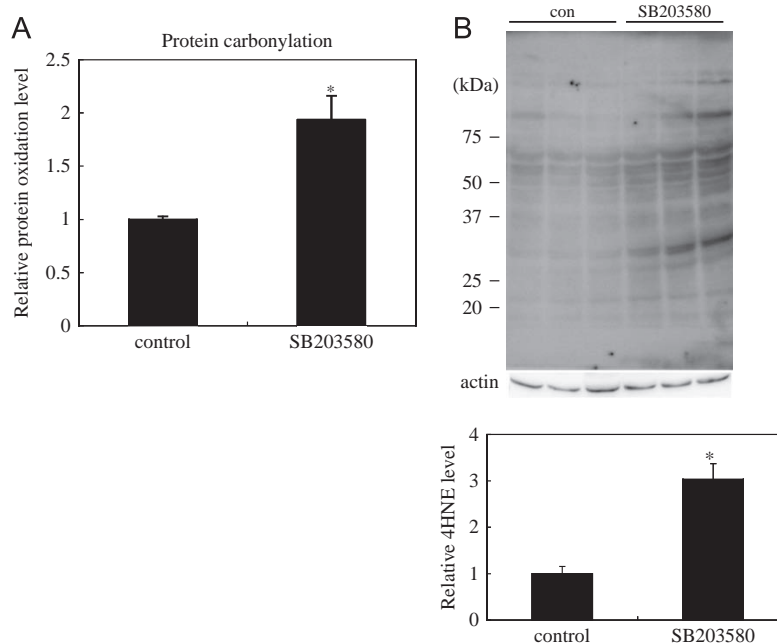 A
Protein carbonylation
Relative protein oxidation level
2.5
2
1.5
1
0.5
0
*
control SB203580
B
con SB203580
(kDa)
75
50
37
25
20
actin
Relative 4HNE level
4
3
2
1
0
*
control SB203580